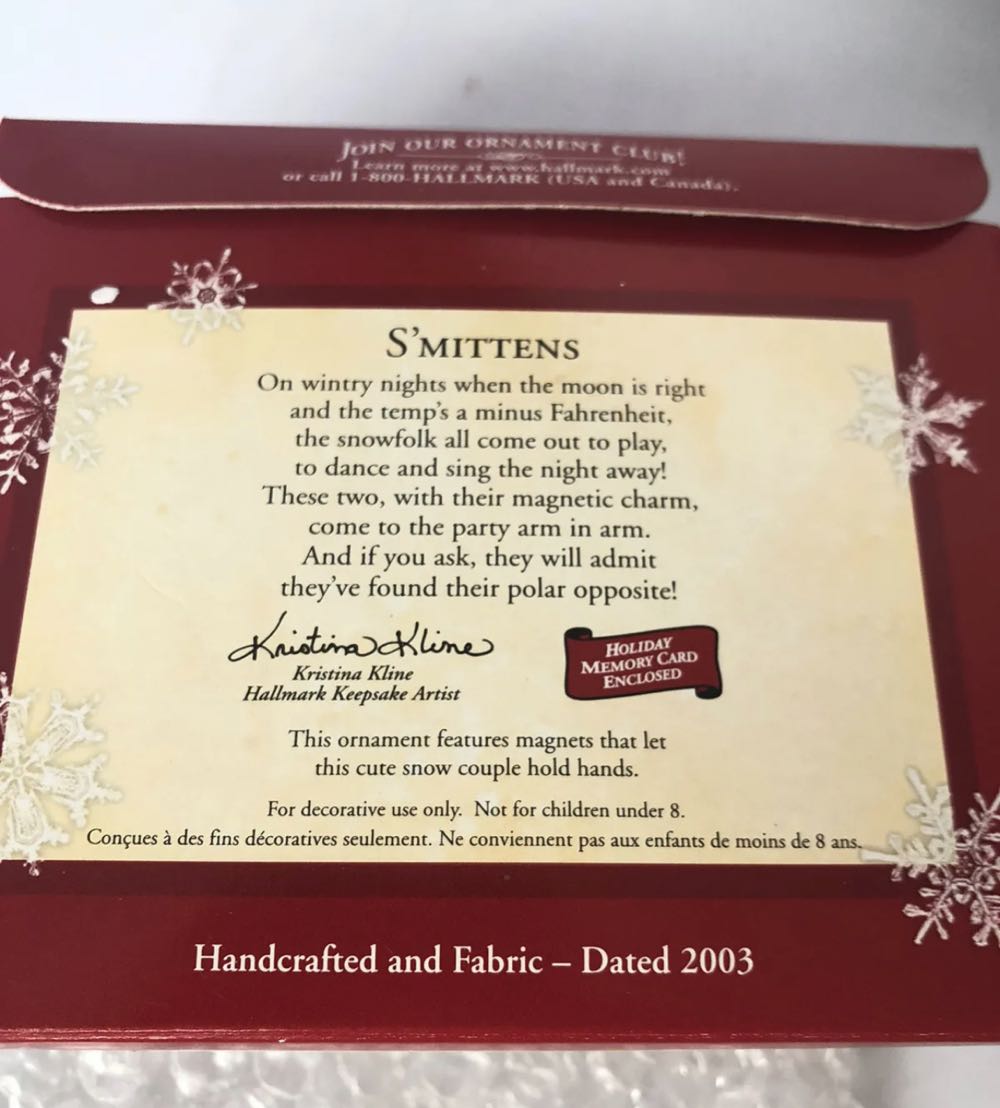 JOIN OUR ORNAMENT CLUB!
Learn more at www.hallmark.com
or call 1-800-HALLMARK (USA and Canada).
S'MITTENS
On wintry nights when the moon is right
and the temp's a minus Fahrenheit,
the snowfolk all come out to play,
to dance and sing the night away!
These two, with their magnetic charm,
come to the party arm in arm.
And if you ask, they will admit
they've found their polar opposite!
Kristina Kline
Kristina Kline
Hallmark Keepsake Artist
HOLIDAY
MEMORY CARD
ENCLOSED
This ornament features magnets that let
this cute snow couple hold hands.
For decorative use only. Not for children under 8.
Conçues à des fins décoratives seulement. Ne conviennent pas aux enfants de moins de 8 ans.
Handcrafted and Fabric – Dated 2003